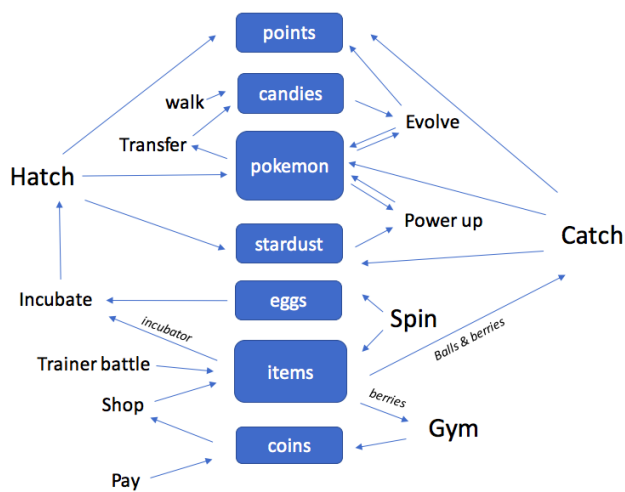 points
candies
walk
Evolve
Transfer
pokemon
Hatch
Power up
Catch
stardust
Incubate
eggs
Spin
incubator
Balls & berries
Trainer battle
items
Shop
berries
Gym
coins
Pay